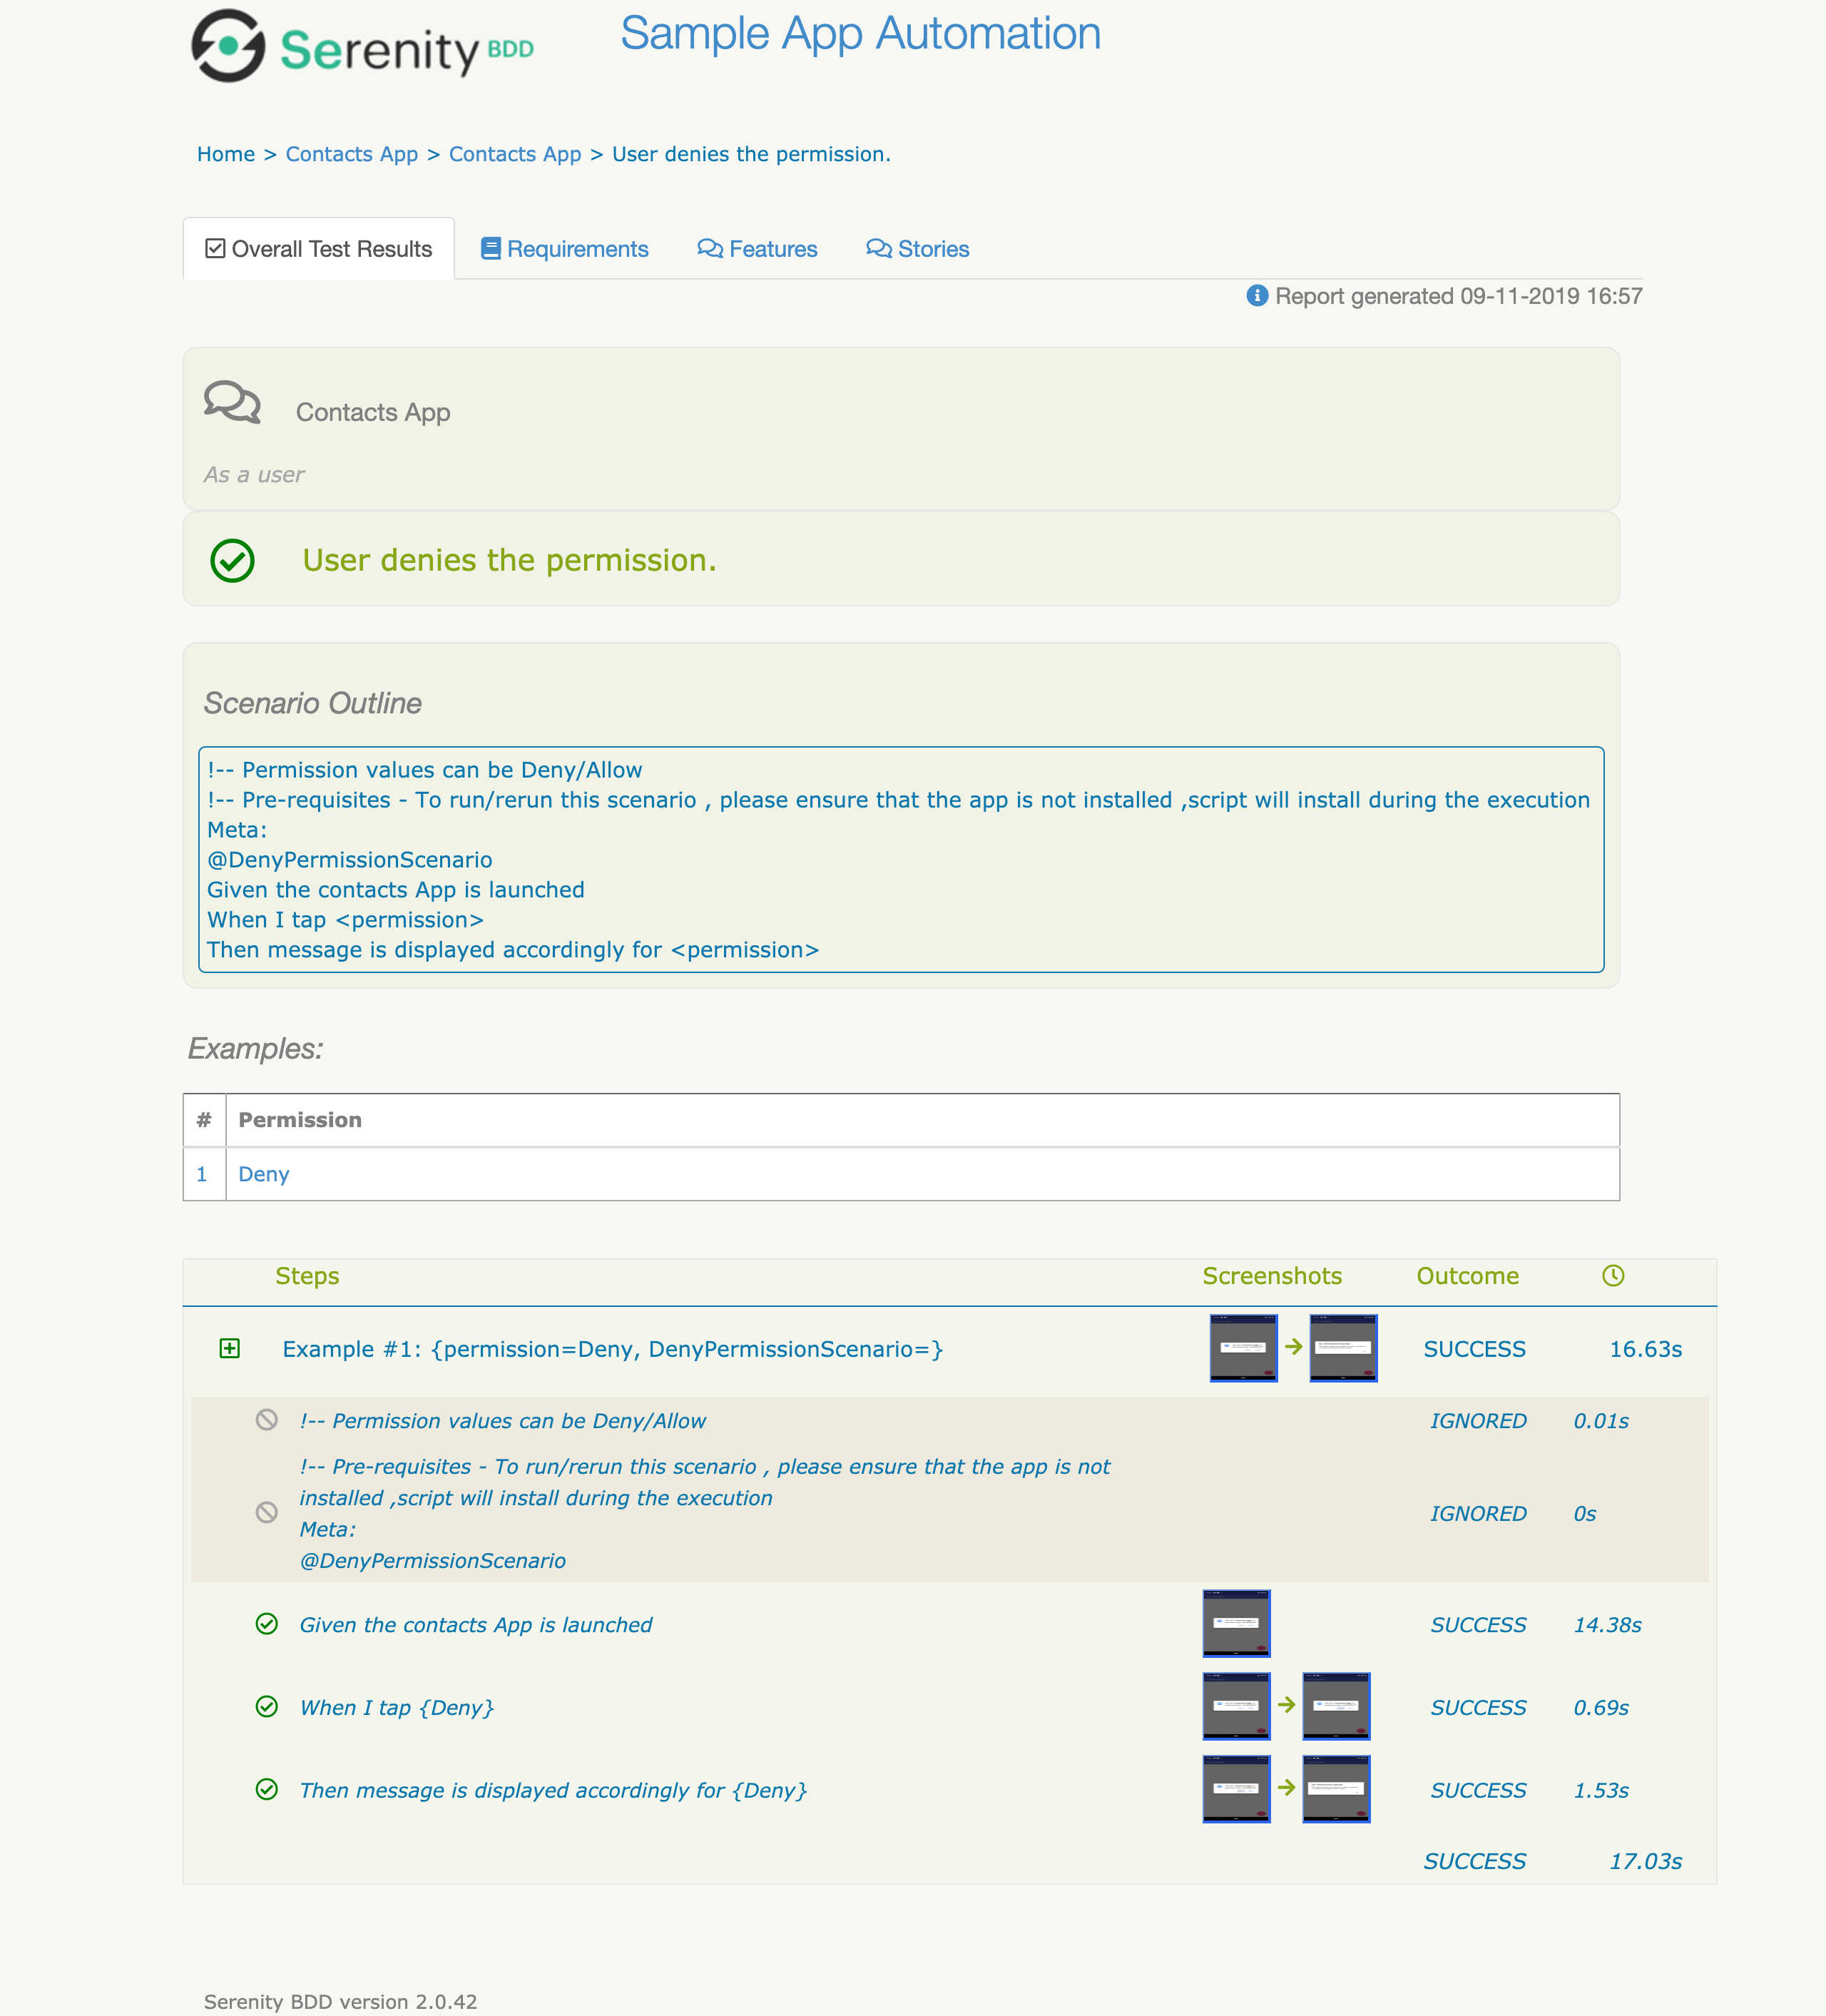 Serenity BDD
Sample App Automation
Home > Contacts App > Contacts App > User denies the permission.
Overall Test Results
Requirements
Features
Stories
Report generated 09-11-2019 16:57
Contacts App
As a user
User denies the permission.
Scenario Outline
!-- Permission values can be Deny/Allow
!-- Pre-requisites - To run/rerun this scenario , please ensure that the app is not installed ,script will install during the execution
Meta:
@DenyPermissionScenario
Given the contacts App is launched
When I tap <permission>
Then message is displayed accordingly for <permission>
Examples:
# Permission
1 Deny
Steps Screenshots Outcome
Example #1: {permission=Deny, DenyPermissionScenario=} SUCCESS 16.63s
!-- Permission values can be Deny/Allow IGNORED 0.01s
!-- Pre-requisites - To run/rerun this scenario , please ensure that the app is not
installed ,script will install during the execution
Meta:
@DenyPermissionScenario
IGNORED 0s
Given the contacts App is launched SUCCESS 14.38s
When I tap {Deny} SUCCESS 0.69s
Then message is displayed accordingly for {Deny} SUCCESS 1.53s
SUCCESS 17.03s
Serenity BDD version 2.0.42